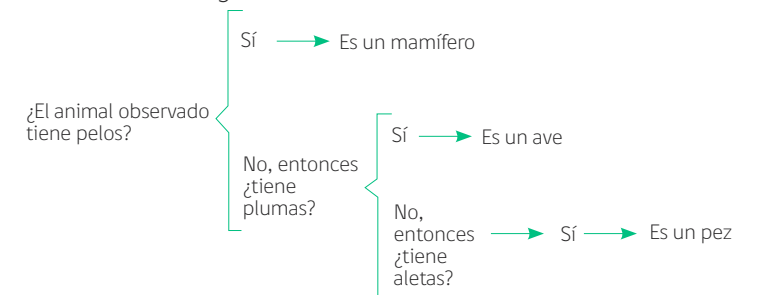 Sí
Es un mamífero
¿El animal observado
tiene pelos?
No, entonces
¿tiene
plumas?
Sí
Es un ave
No,
entonces
¿tiene
aletas?
Sí
Es un pez